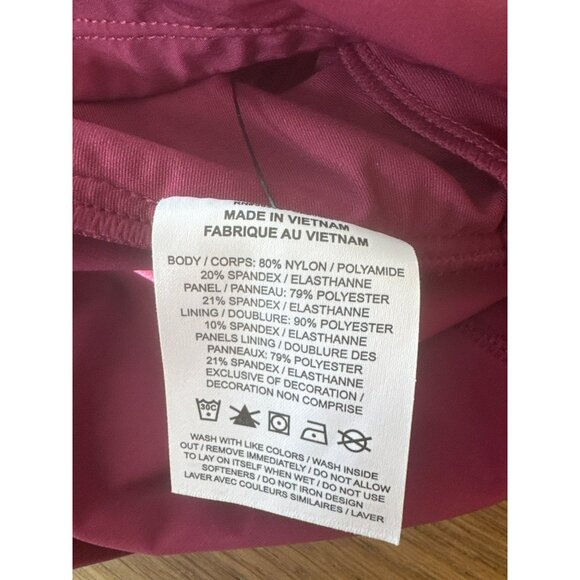 MADE IN VIETNAM
FABRIQUE AU VIETNAM
BODY / CORPS: 80% NYLON / POLYAMIDE
20% SPANDEX / ELASTHANNE
PANEL / PANNEAU: 79% POLYESTER
21% SPANDEX / ELASTHANNE
LINING / DOUBLURE: 90% POLYESTER
10% SPANDEX / ELASTHANNE
PANELS LINING / DOUBLURE DES
PANNEAUX: 79% POLYESTER
21% SPANDEX / ELASTHANNE
EXCLUSIVE OF DECORATION /
DECORATION NON COMPRISE
30C
WASH WITH LIKE COLORS / WASH INSIDE
OUT / REMOVE IMMEDIATELY / DO NOT ALLOW
TO LAY ON ITSELF WHEN WET / DO NOT USE
SOFTENERS / DO NOT IRON DESIGN
LAVER AVEC COULEURS SIMILAIRES / LAVER